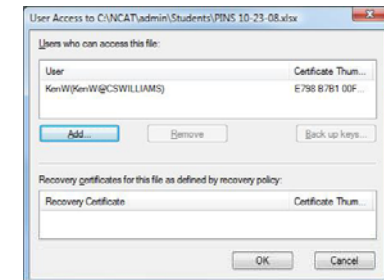 User Access to C:\NCAT\admin\Students\PINS 10-23-08.xlsx
Users who can access this file:
User Certificate Thum...
KenW(KenW@CSWILLIAMS) E798 B7B1 00F...
Add... Remove Back up keys...
Recovery certificates for this file as defined by recovery policy:
Recovery Certificate Certificate Thum...
OK Cancel